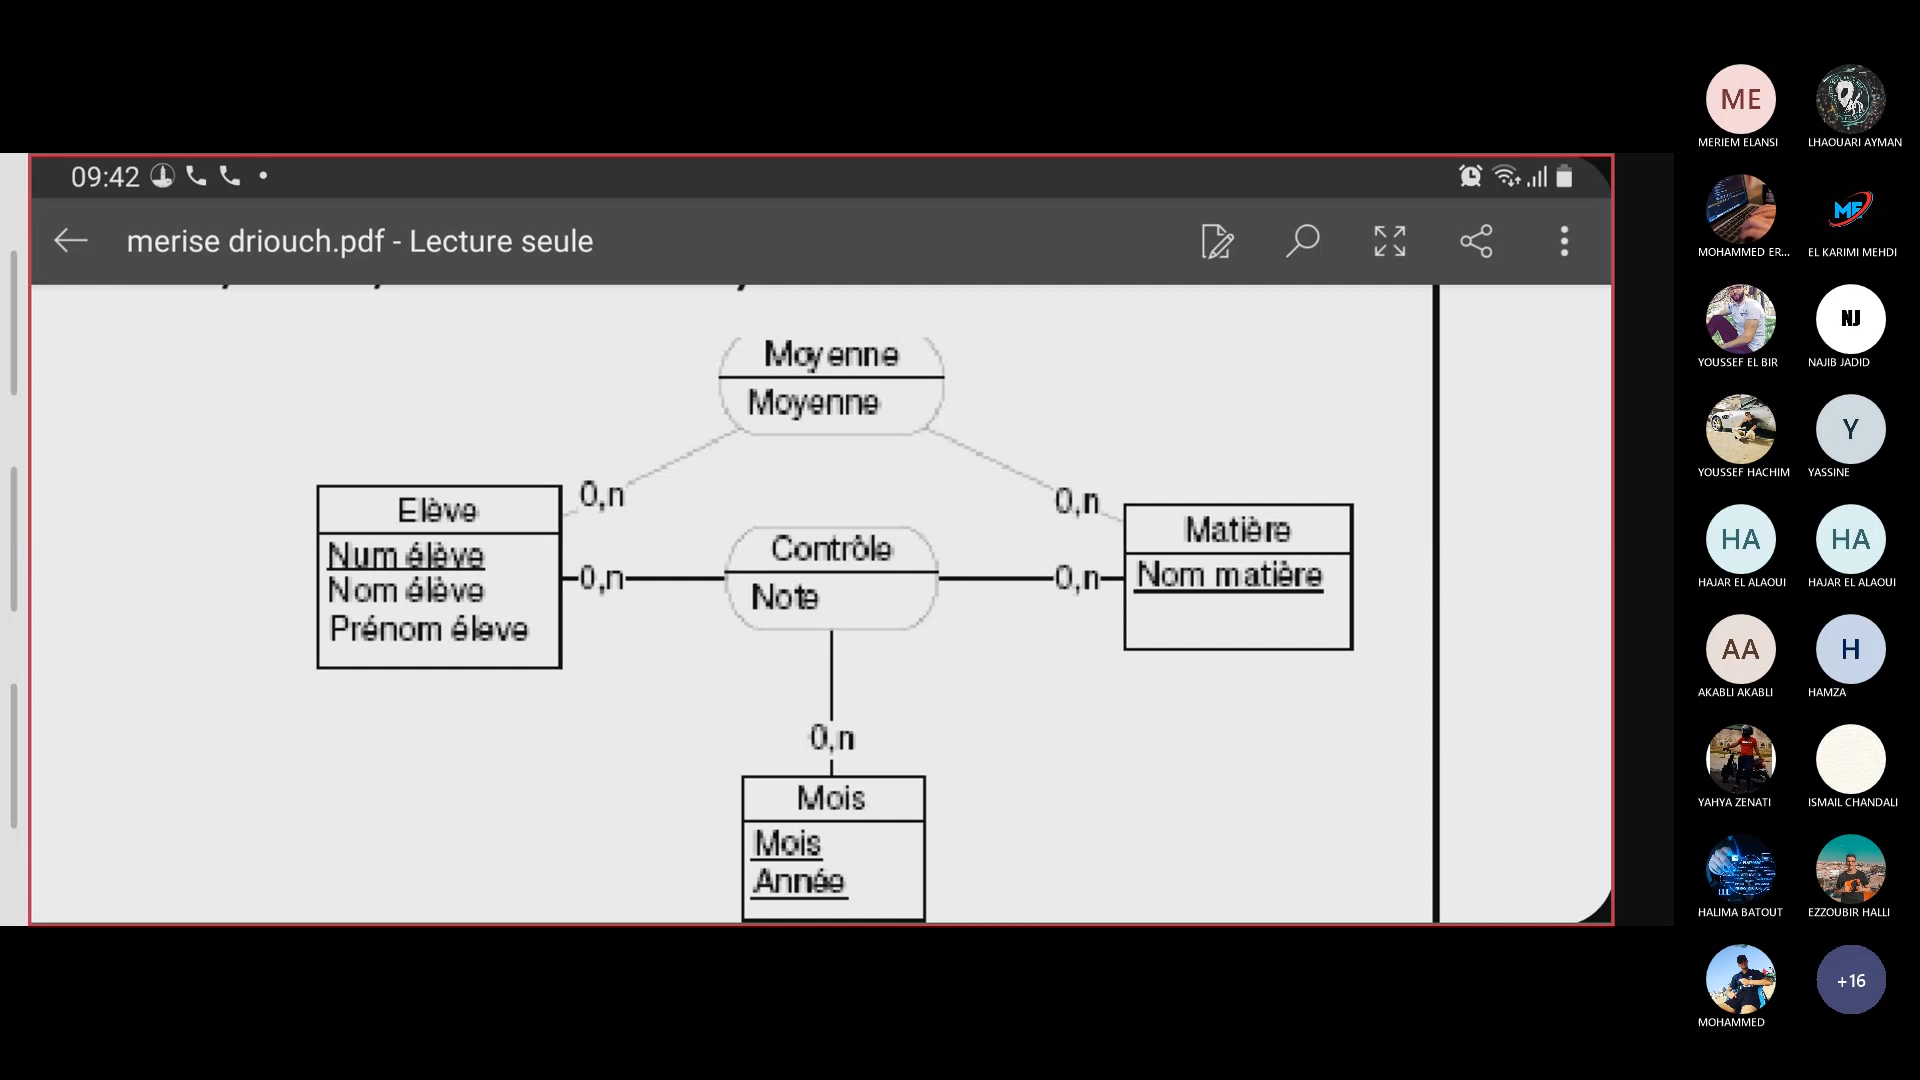 09:42
merise driouch.pdf - Lecture seule
Moyenne
Moyenne
0,n
0,n
Elève
Num élève
Nom élève
Prénom éleve
0,n
Contrôle
Note
0,n
Matière
Nom matière
0,n
Mois
Mois
Année
ME
MERIEM ELANSI
LHAOUARI AYMAN
MOHAMMED ER...
ME
EL KARIMI MEHDI
YOUSSEF EL BIR
NJ
NAJIB JADID
YOUSSEF HACHIM
Y
YASSINE
HA
HAJAR EL ALAOUI
HA
HAJAR EL ALAOUI
AA
AKABLI AKABLI
H
HAMZA
YAHYA ZENATI
ISMAIL CHANDALI
HALIMA BATOUT
EZZOUBIR HALLI
MOHAMMED
+16